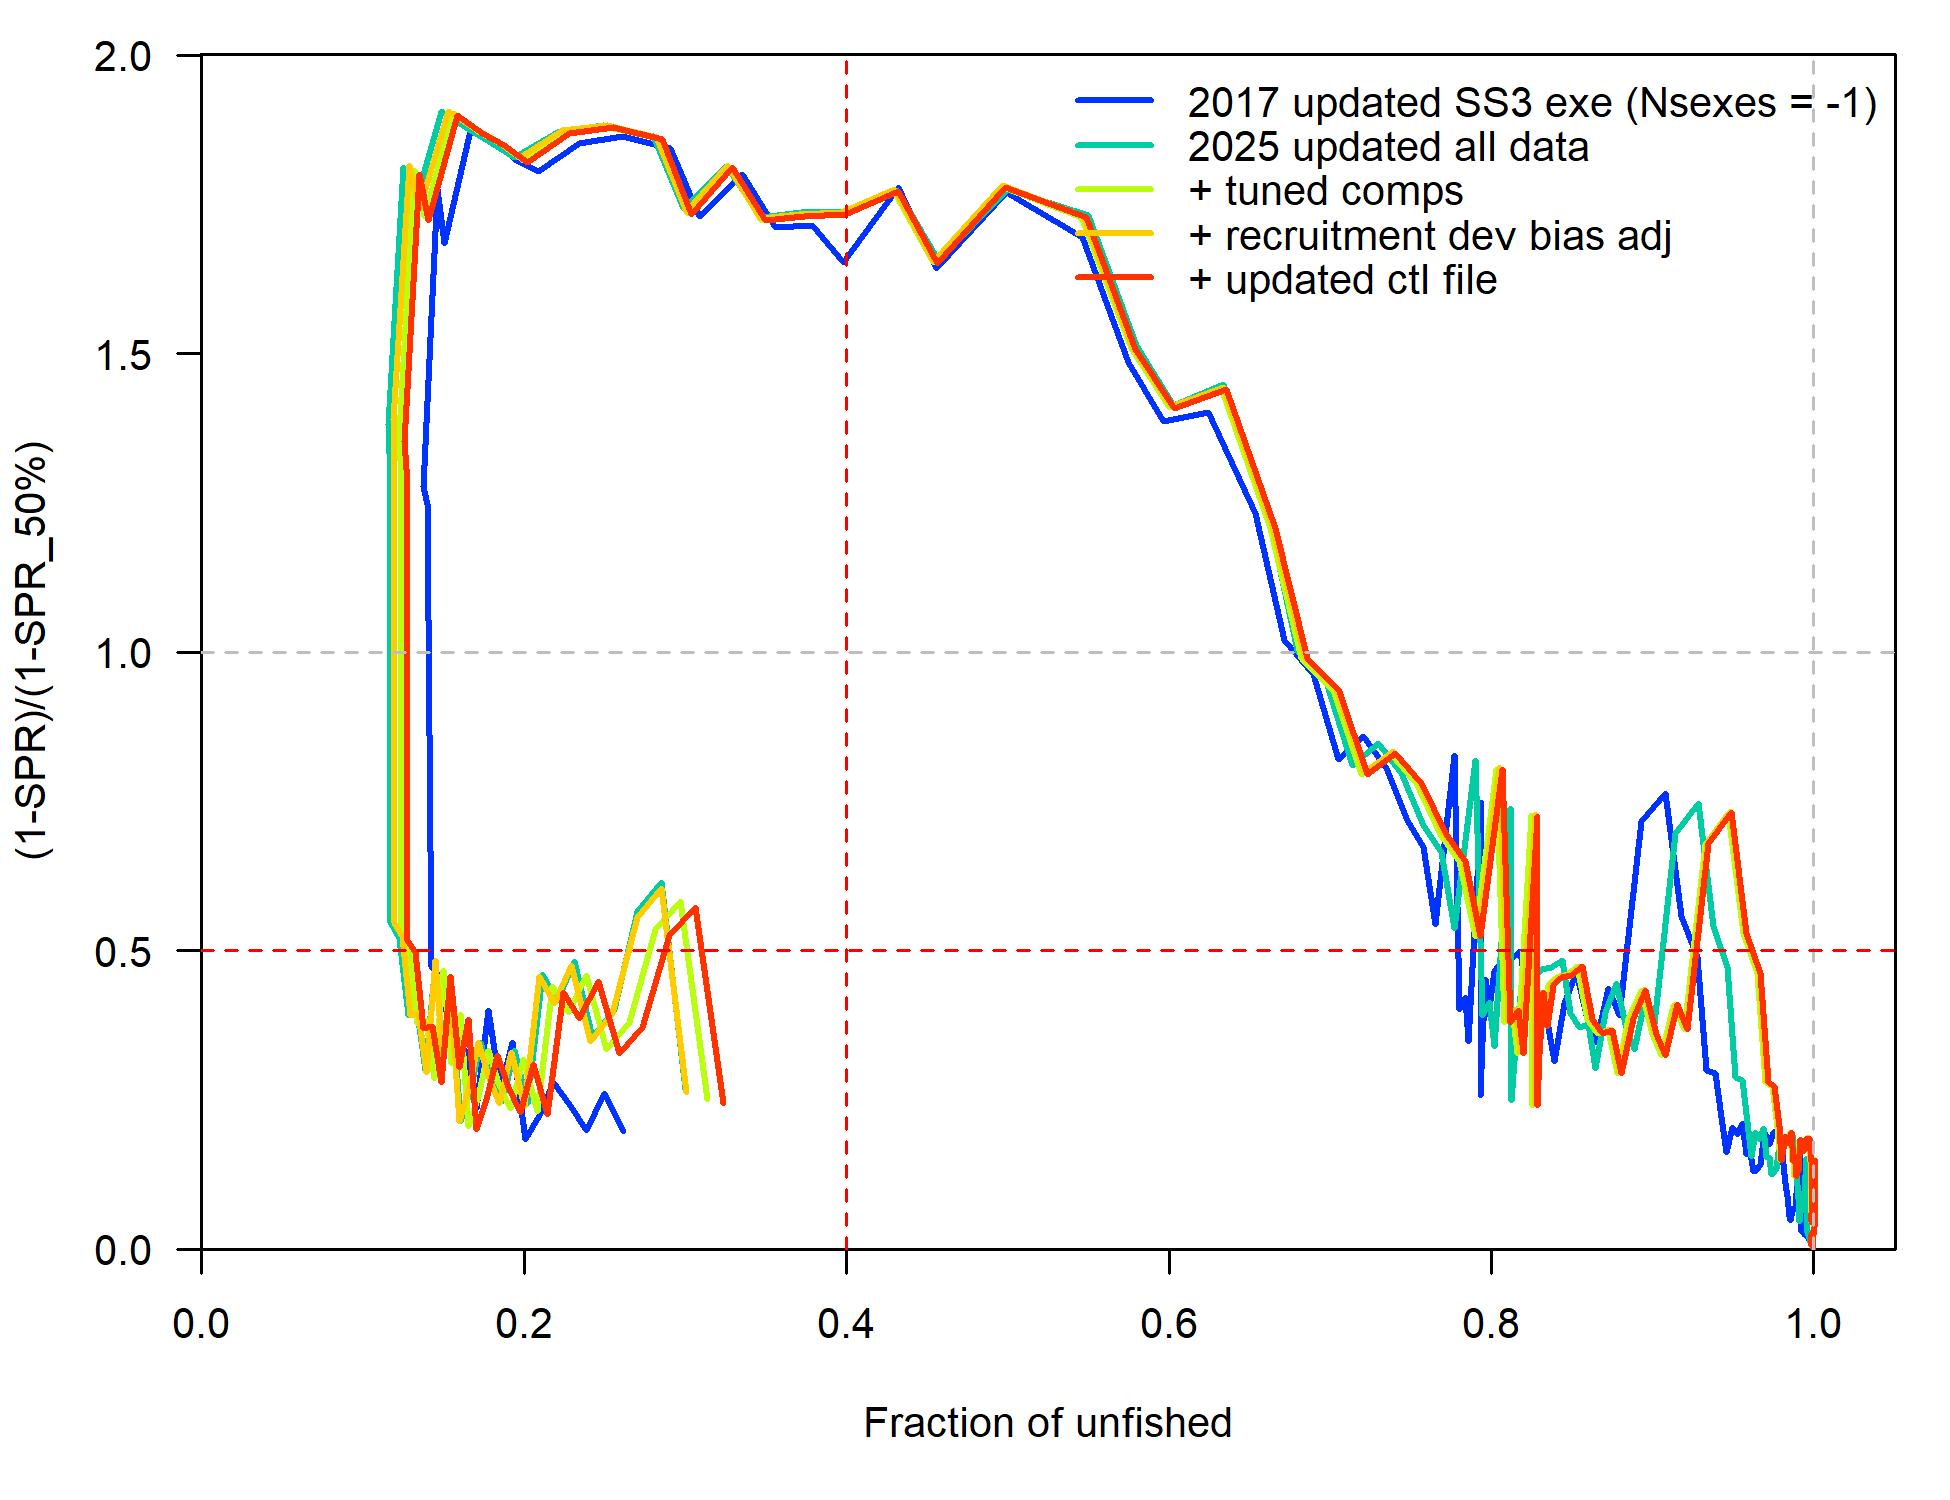 2.0
1.5
1.0
0.5
0.0
(1-SPR)/(1-SPR_50%)
2017 updated SS3 exe (Nsexes = -1)
2025 updated all data
+ tuned comps
+ recruitment dev bias adj
+ updated ctl file
0.0 0.2 0.4 0.6 0.8 1.0
Fraction of unfished